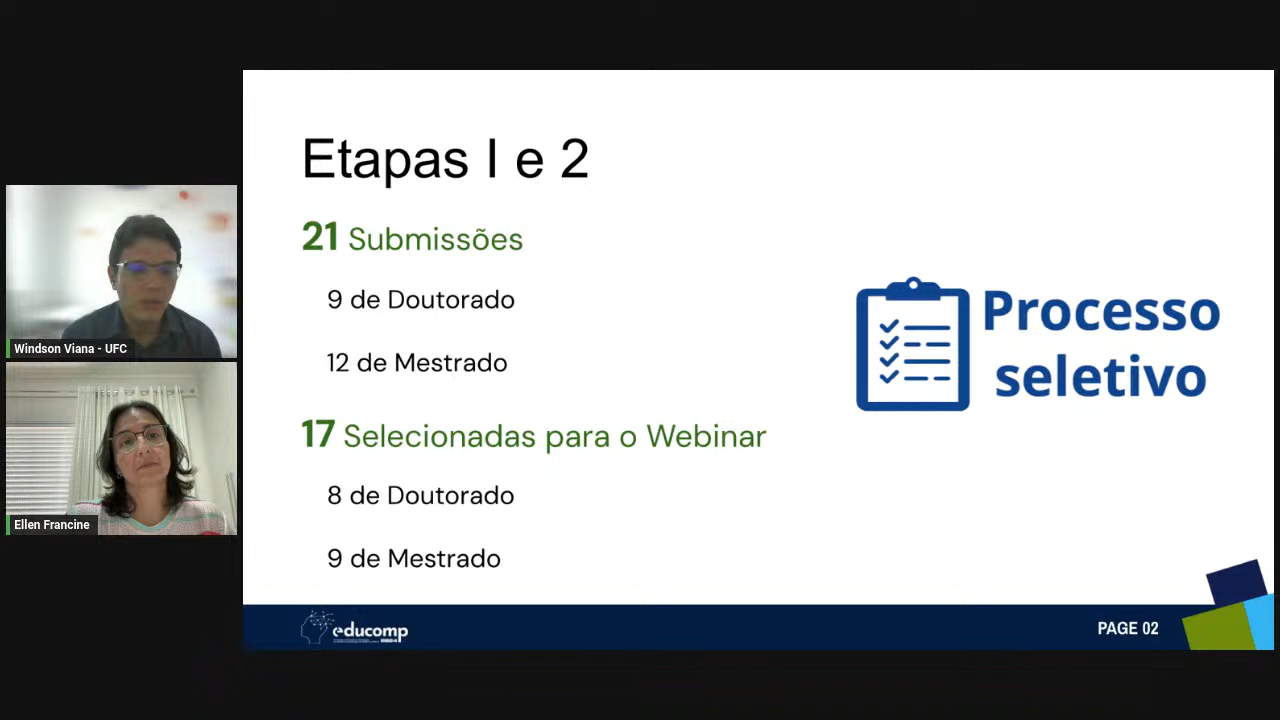 Etapas I e 2
21 Submissões
9 de Doutorado
12 de Mestrado
17 Selecionadas para o Webinar
8 de Doutorado
9 de Mestrado
Processo
seletivo
Windson Viana - UFC
Ellen Francine
educomp
PAGE 02